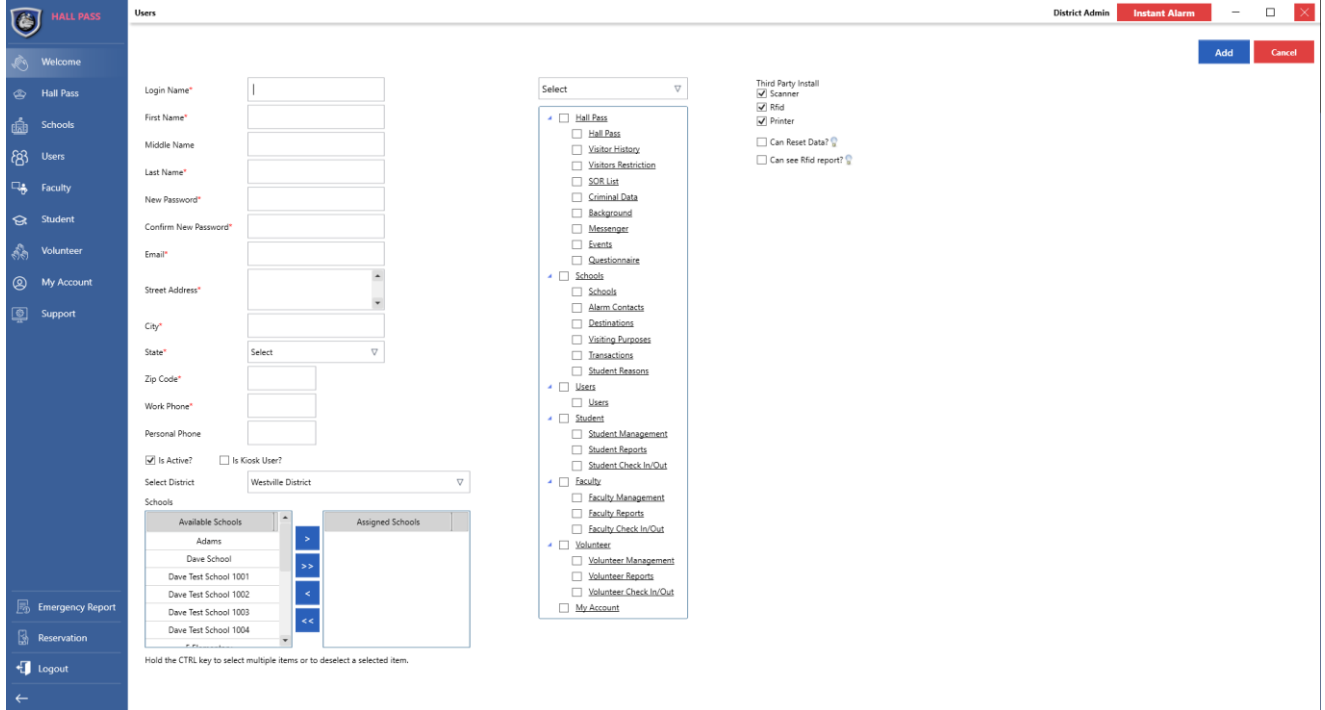 HALL PASS
Users
District Admin
Instant Alarm
Add
Cancel
Welcome
Hall Pass
Schools
Users
Faculty
Student
Volunteer
My Account
Support
Emergency Report
Reservation
Logout
Login Name*
First Name*
Middle Name
Last Name*
New Password*
Confirm New Password*
Email*
Street Address*
City*
State*
Select
Zip Code*
Work Phone*
Personal Phone
Is Active?
Is Kiosk User?
Select District
Westville District
Schools
Available Schools
Adams
Dave School
Dave Test School 1001
Dave Test School 1002
Dave Test School 1003
Dave Test School 1004
>
>>
<
<<
Assigned Schools
Hold the CTRL key to select multiple items or to deselect a selected item.
Select
Hall Pass
Hall Pass
Visitor History
Visitors Restriction
SOR List
Criminal Data
Background
Messenger
Events
Questionnaire
Schools
Schools
Alarm Contacts
Destinations
Visiting Purposes
Transactions
Student Reasons
Users
Users
Student
Student Management
Student Reports
Student Check In/Out
Faculty
Faculty Management
Faculty Reports
Faculty Check In/Out
Volunteer
Volunteer Management
Volunteer Reports
Volunteer Check In/Out
My Account
Third Party Install
Scanner
Rfid
Printer
Can Reset Data?
Can see Rfid report?